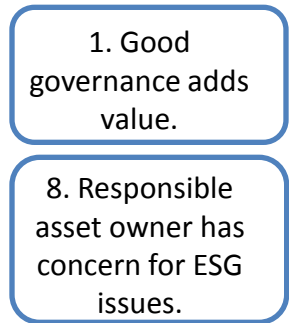 1. Good
governance adds
value.
8. Responsible
asset owner has
concern for ESG
issues.